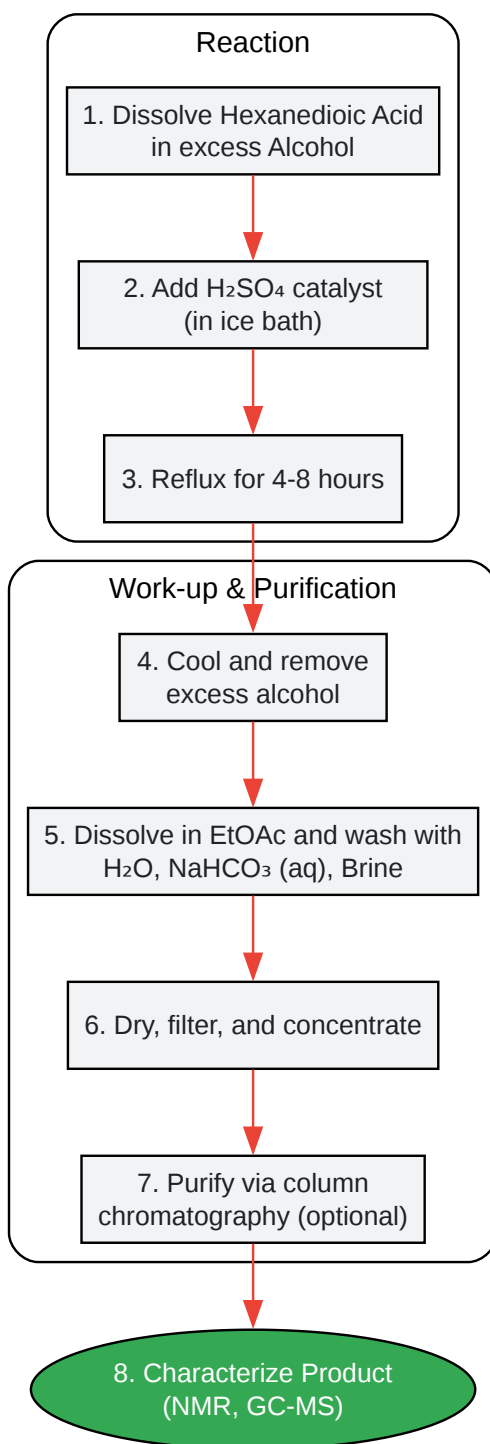 Reaction
1. Dissolve Hexanedioic Acid
in excess Alcohol
2. Add H₂SO₄ catalyst
(in ice bath)
3. Reflux for 4-8 hours
Work-up & Purification
4. Cool and remove
excess alcohol
5. Dissolve in EtOAc and wash with
H₂O, NaHCO₃ (aq), Brine
6. Dry, filter, and concentrate
7. Purify via column
chromatography (optional)
8. Characterize Product
(NMR, GC-MS)